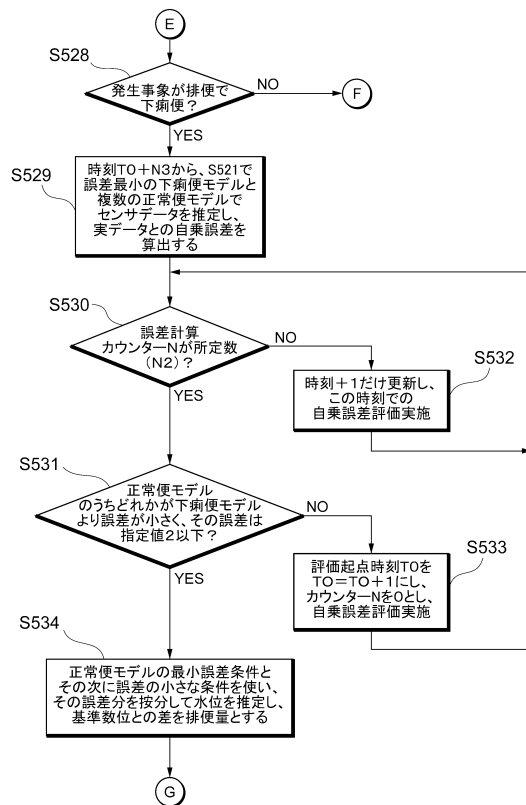 E
S528
発生事象が排便で
下痢便？
NO
F
YES
S529
時刻T0＋N3から、S521で
誤差最小の下痢便モデルと
複数の正常便モデルで
センサデータを推定し、
実データとの自乗誤差を
算出する
S530
誤差計算
カウンターNが所定数
（N2）？
NO
YES
S532
時刻＋1だけ更新し、
この時刻での
自乗誤差評価実施
S531
正常便モデル
のうちどれかが下痢便モデル
より誤差が小さく、その誤差は
指定値2以下？
NO
YES
S533
評価起点時刻T0を
T0＝T0＋1にし、
カウンターNを0とし、
自乗誤差評価実施
S534
正常便モデルの最小誤差条件と
その次に誤差の小さな条件を使い、
その誤差分を按分して水位を推定し、
基準数位との差を排便量とする
G